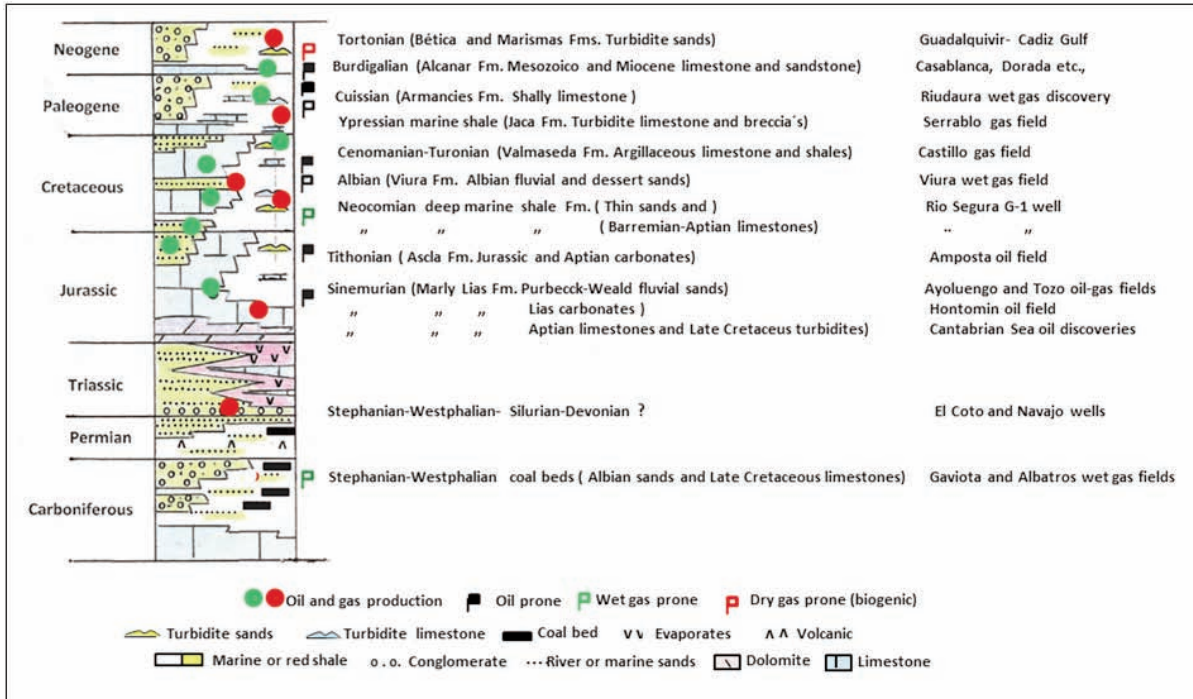 Neogene
Tortonian (Bética and Marismas Fms. Turbidite sands) Guadalquivir- Cadiz Gulf
Burdigalian (Alcanar Fm. Mesozoico and Miocene limestone and sandstone) Casablanca, Dorada etc.,
Paleogene
Cuissian (Armancies Fm. Shally limestone ) Riudaura wet gas discovery
Ypressian marine shale (Jaca Fm. Turbidite limestone and breccia´s) Serrablo gas field
Cretaceous
Cenomanian-Turonian (Valmaseda Fm. Argillaceous limestone and shales) Castillo gas field
Albian (Viura Fm. Albian fluvial and dessert sands) Viura wet gas field
Neocomian deep marine shale Fm. ( Thin sands and ) Rio Segura G-1 well
„ „ „ ( Barremian-Aptian limestones) .. „
Jurassic
Tithonian ( Ascla Fm. Jurassic and Aptian carbonates) Amposta oil field
Sinemurian (Marly Lias Fm. Purbecck-Weald fluvial sands) Ayoluengo and Tozo oil-gas fields
„ „ „ Lias carbonates ) Hontomin oil field
„ „ „ Aptian limestones and Late Cretaceus turbidites) Cantabrian Sea oil discoveries
Triassic
Stephanian-Westphalian- Silurian-Devonian ? El Coto and Navajo wells
Permian
Stephanian-Westphalian coal beds ( Albian sands and Late Cretaceous limestones) Gaviota and Albatros wet gas fields
Carboniferous
Oil and gas production Oil prone Wet gas prone Dry gas prone (biogenic)
Turbidite sands Turbidite limestone Coal bed Evaporates Volcanic
Marine or red shale Conglomerate River or marine sands Dolomite Limestone